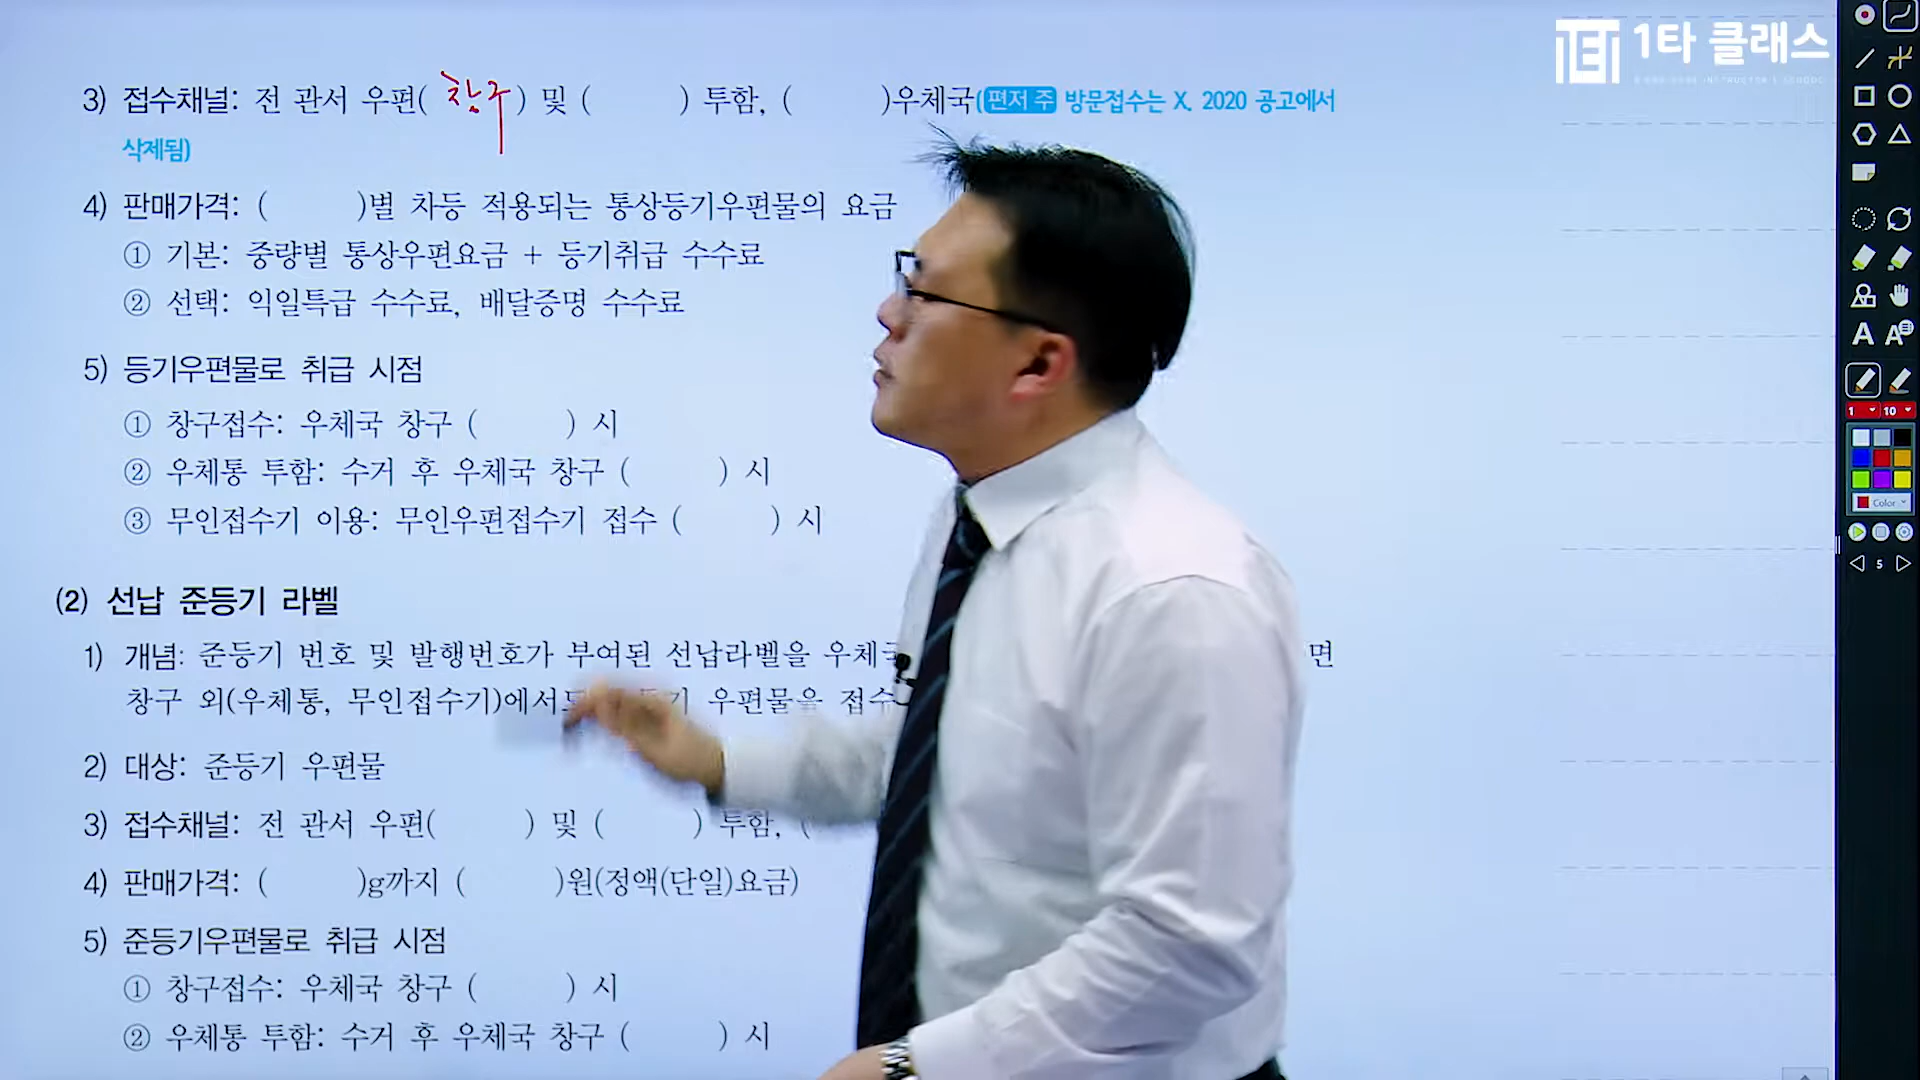 1타 클래스
3) 접수채널: 전 관서 우편( 창구 ) 및 ( ) 투함, ( )우체국(편저 주 방문접수는 X. 2020 공고에서
삭제됨)
4) 판매가격: ( )별 차등 적용되는 통상등기우편물의 요금
① 기본: 중량별 통상우편요금 + 등기취급 수수료
② 선택: 익일특급 수수료, 배달증명 수수료
5) 등기우편물로 취급 시점
① 창구접수: 우체국 창구 ( ) 시
② 우체통 투함: 수거 후 우체국 창구 ( ) 시
③ 무인접수기 이용: 무인우편접수기 접수 ( ) 시
(2) 선납 준등기 라벨
1) 개념: 준등기 번호 및 발행번호가 부여된 선납라벨을 우체국 면
창구 외(우체통, 무인접수기)에서도 기 우편물을 접수
2) 대상: 준등기 우편물
3) 접수채널: 전 관서 우편( ) 및 ( ) 투함, (
4) 판매가격: ( )g까지 ( )원(정액(단일)요금)
5) 준등기우편물로 취급 시점
① 창구접수: 우체국 창구 ( ) 시
② 우체통 투함: 수거 후 우체국 창구 ( ) 시
1 10
Color
5